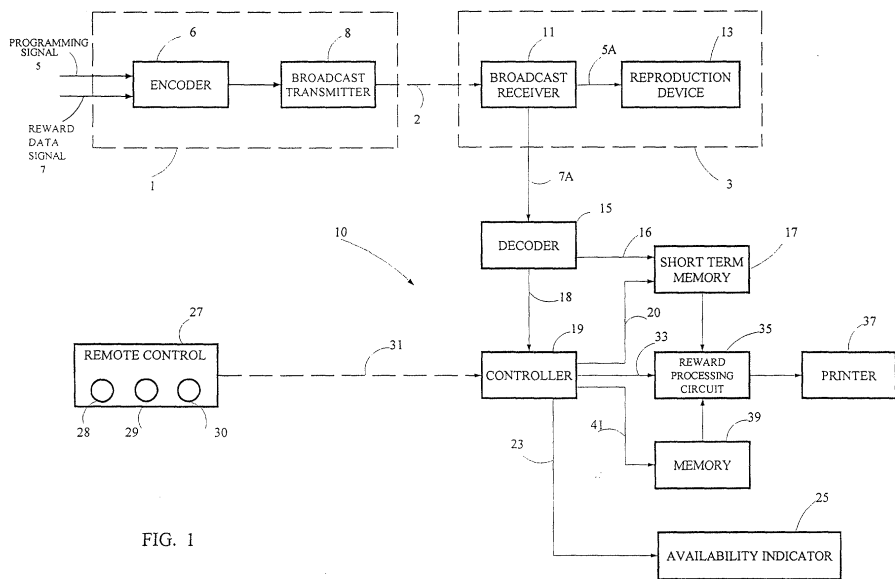 6
8
11
13
PROGRAMMING
SIGNAL
5
ENCODER
BROADCAST
TRANSMITTER
2
BROADCAST
RECEIVER
5A
REPRODUCTION
DEVICE
REWARD
DATA
SIGNAL
7
1
3
7A
10
15
DECODER
16
17
SHORT TERM
MEMORY
18
20
27
REMOTE CONTROL
28
29
30
31
19
CONTROLLER
33
35
REWARD
PROCESSING
CIRCUIT
37
PRINTER
41
39
MEMORY
23
25
AVAILABILITY INDICATOR
FIG. 1